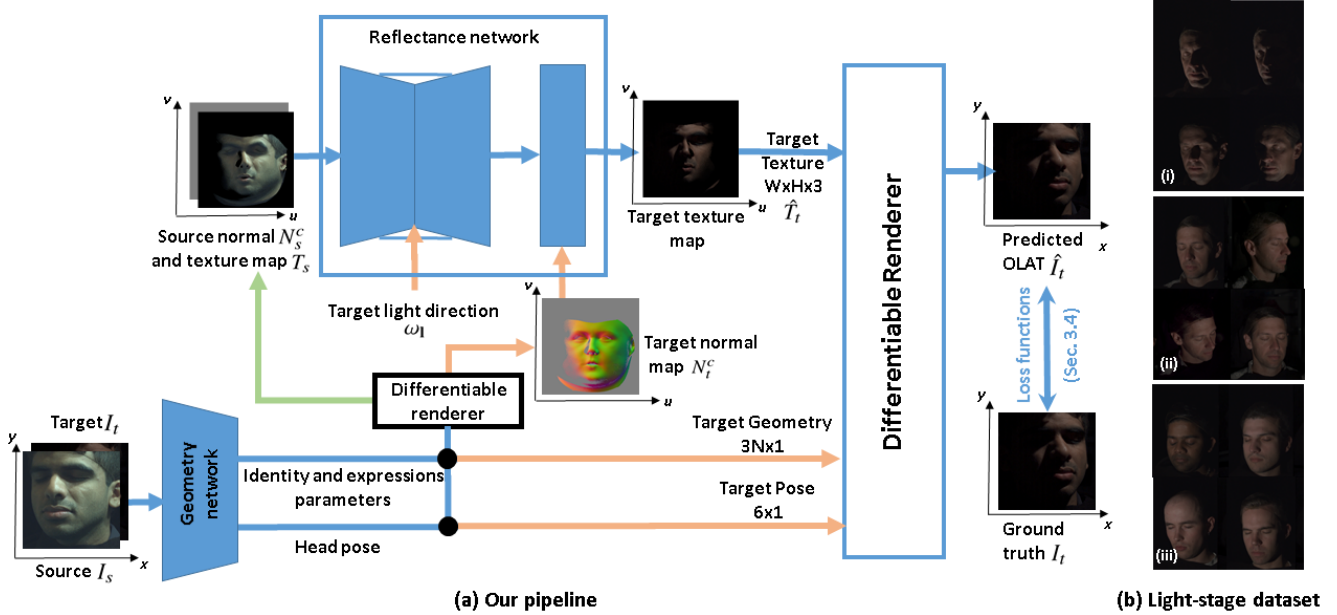 Reflectance network
v
u
Source normal N_s^c
and texture map T_s
v
u
Target texture
map
Target
Texture
WxHx3
T̂_t
Differentiable Renderer
y
x
Predicted
OLAT Î_t
Loss functions
(Sec. 3.4)
y
x
Ground
truth I_t
Target light direction
ω_l
v
u
Target normal
map N_t^c
Differentiable
renderer
Target I_t
y
x
Source I_s
Geometry
network
Identity and expressions
parameters
Head pose
Target Geometry
3Nx1
Target Pose
6x1
(a) Our pipeline
(i)
(ii)
(iii)
(b) Light-stage dataset